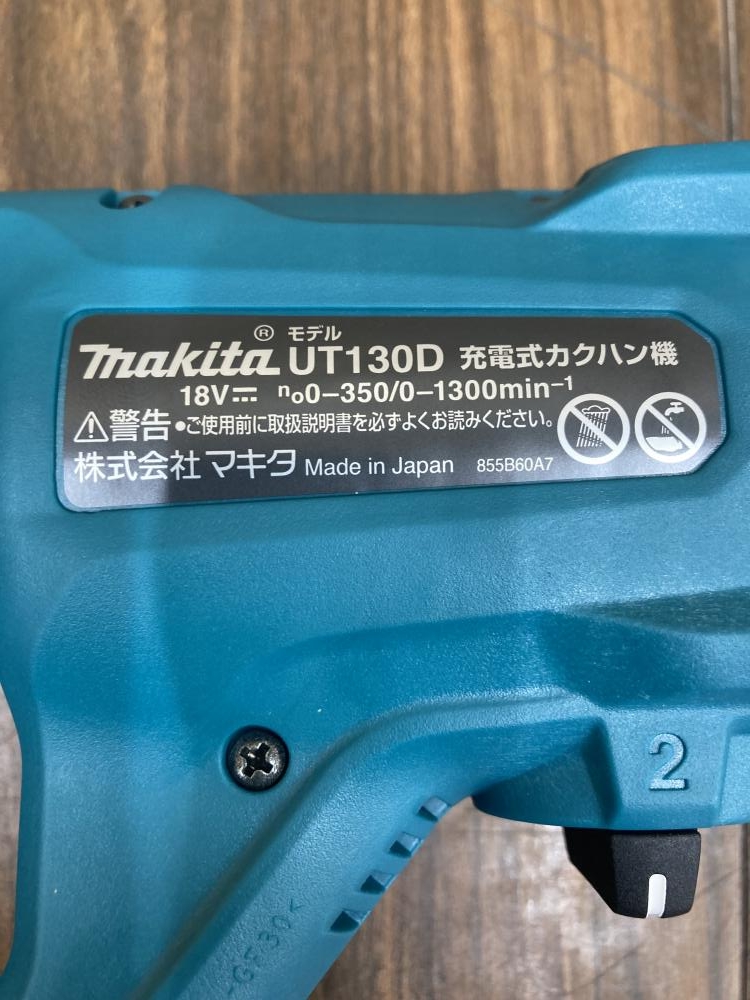 ® モデル
makita UT130D 充電式カクハン機
18V⎓ n₀0-350/0-1300min⁻¹
⚠警告 •ご使用前に取扱説明書を必ずよくお読みください。
株式会社マキタ Made in Japan 855B60A7
2
-GF30<